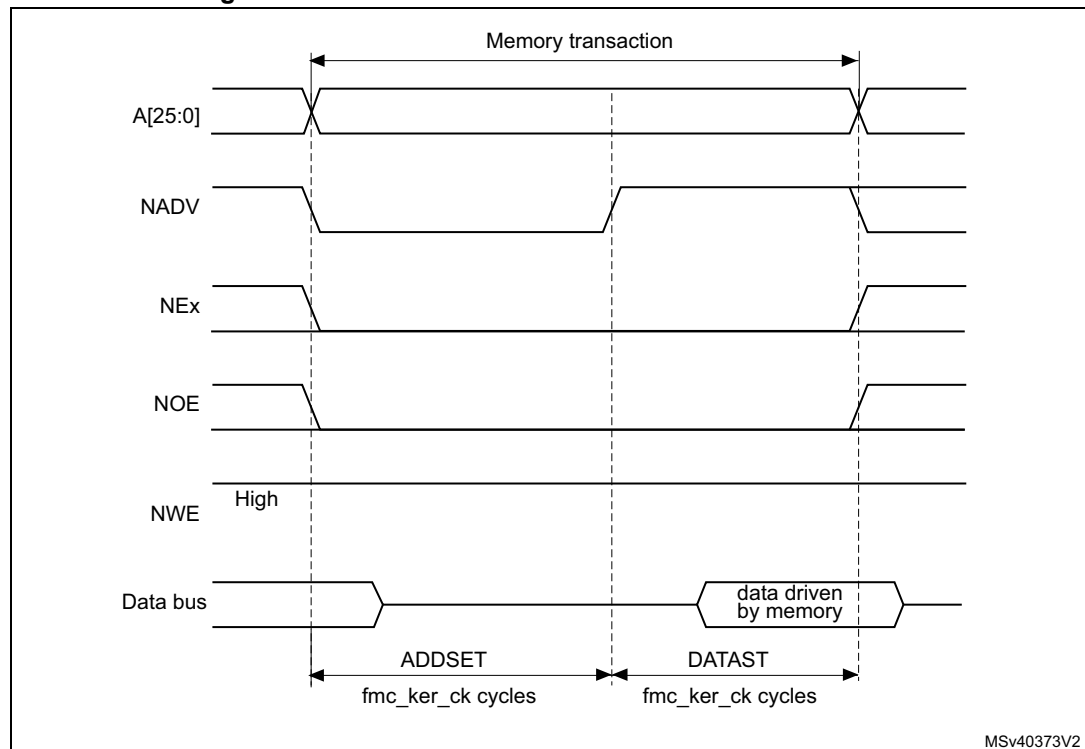 Memory transaction
A[25:0]
NADV
NEx
NOE
High
NWE
Data bus
data driven
by memory
ADDSET
DATAST
fmc_ker_ck cycles
fmc_ker_ck cycles
MSv40373V2